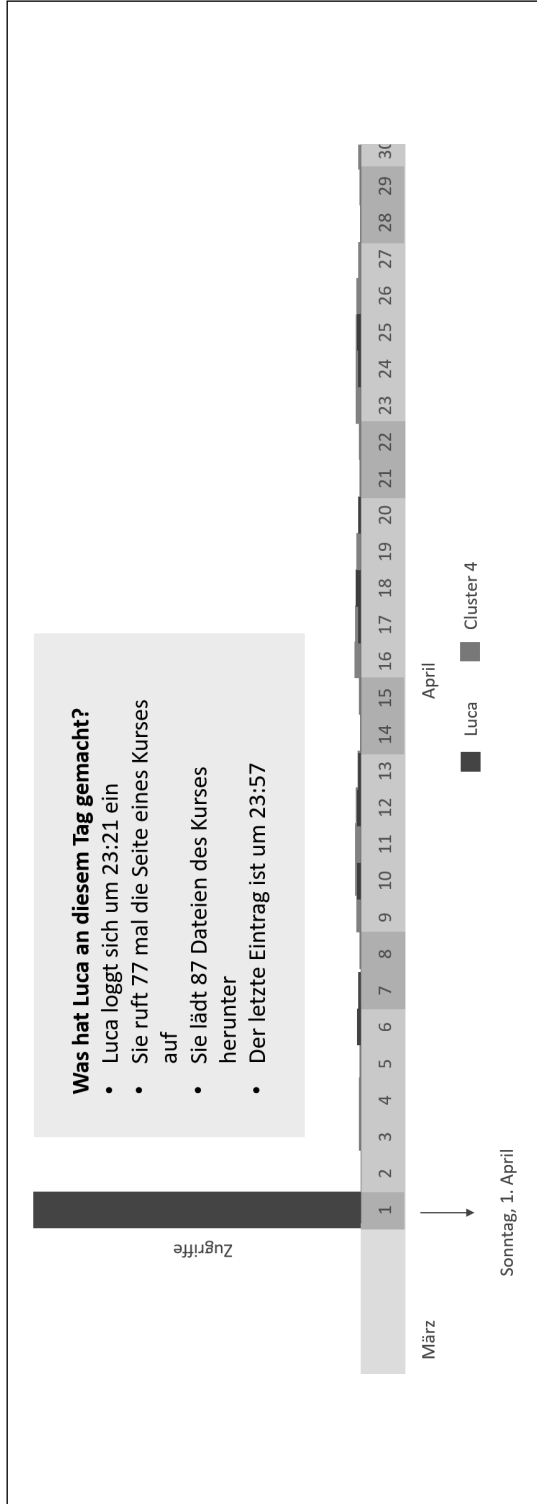 Was hat Luca an diesem Tag gemacht?
• Luca loggt sich um 23:21 ein
• Sie ruft 77 mal die Seite eines Kurses
auf
• Sie lädt 87 Dateien des Kurses
herunter
• Der letzte Eintrag ist um 23:57
Zugriffe
1 2 3 4 5 6 7 8 9 10 11 12 13 14 15 16 17 18 19 20 21 22 23 24 25 26 27 28 29 30
März April
Sonntag, 1. April
Luca Cluster 4